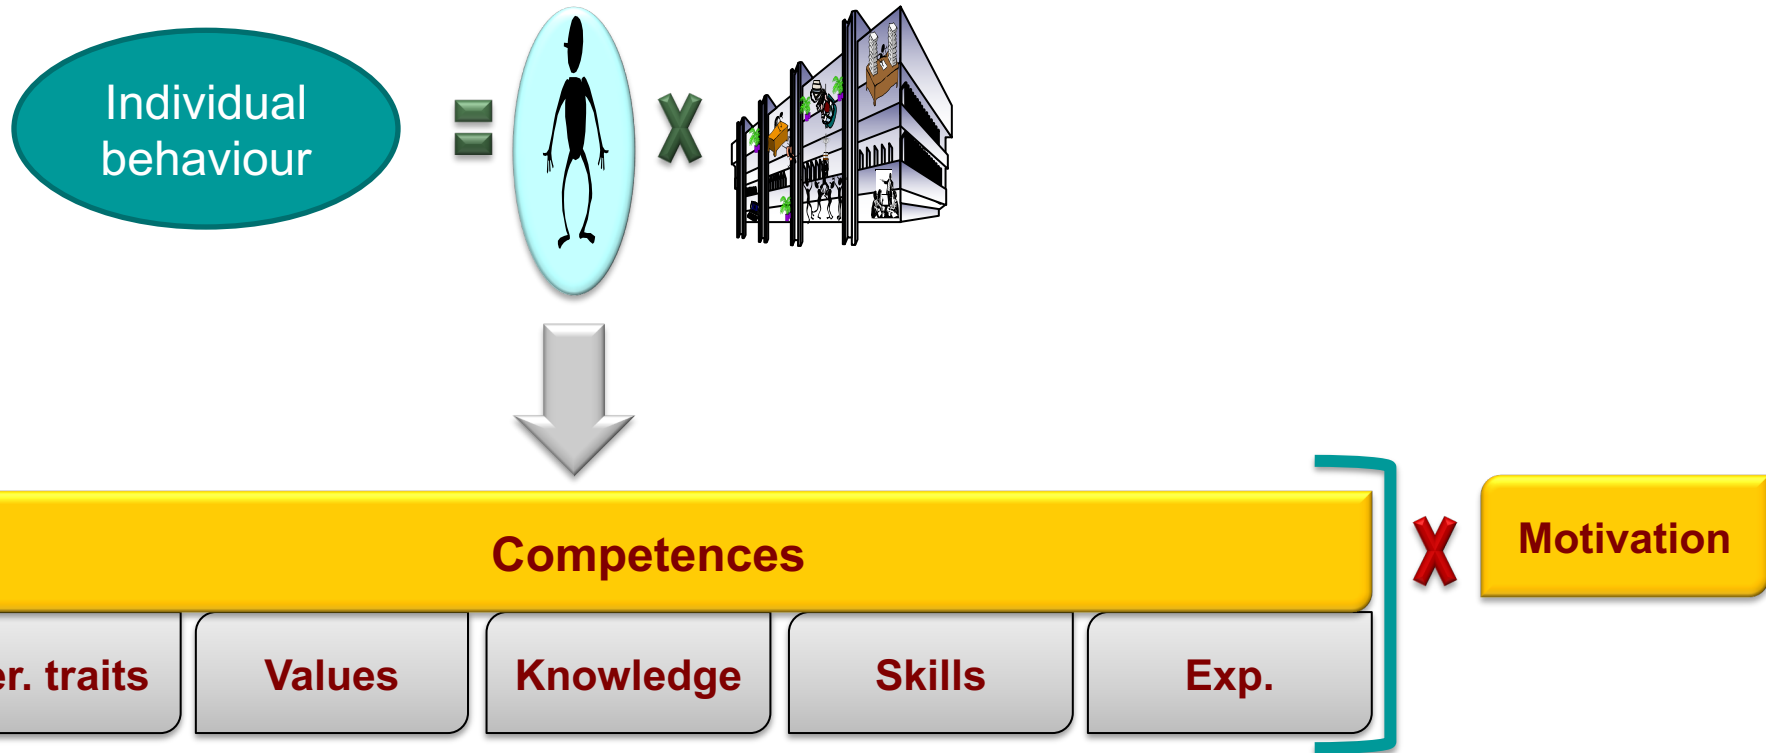 Individual
behaviour
Competences
Motivation
er. traits
Values
Knowledge
Skills
Exp.